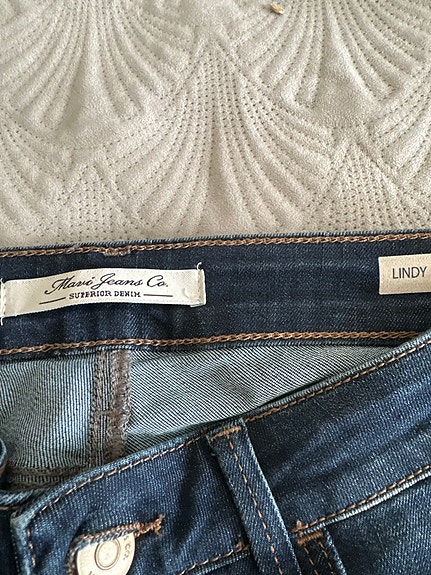 Mavi Jeans Co.
SUPERIOR DENIM
LINDY